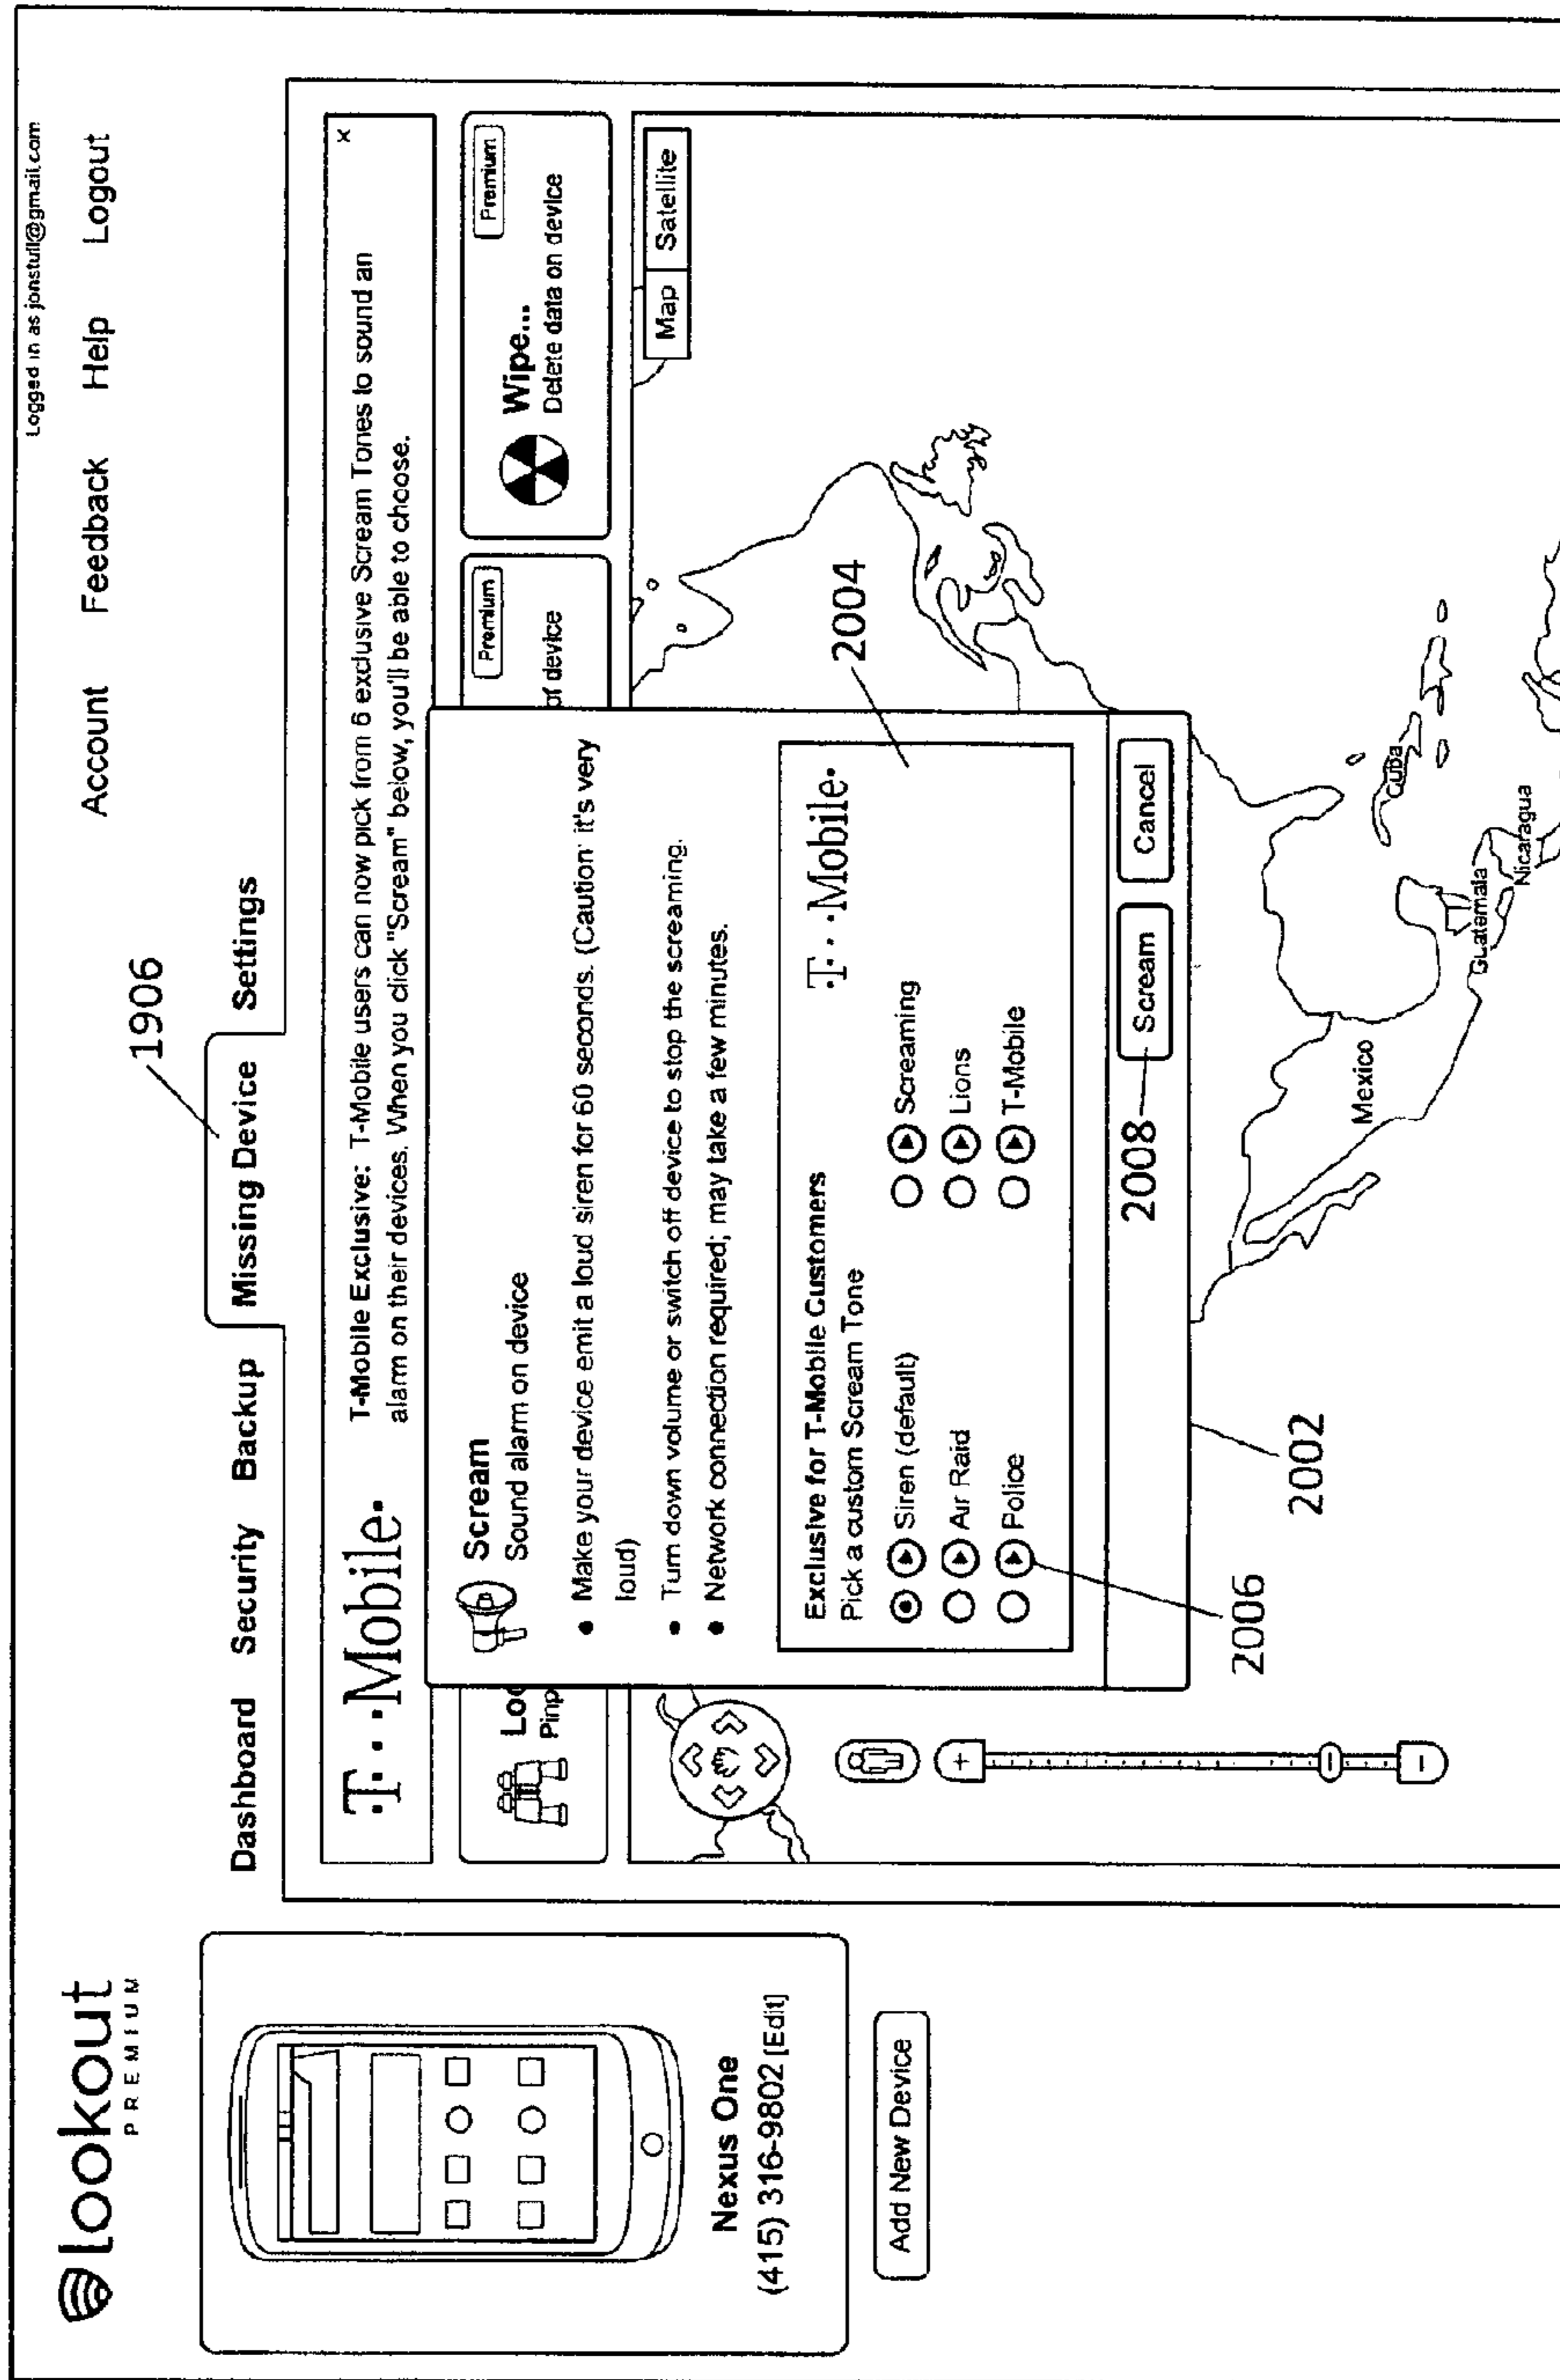 Logged in as jonstull@gmail.com
Lookout
PREMIUM
Account Feedback Help Logout
1906
Dashboard Security Backup Missing Device Settings
T··Mobile·
T-Mobile Exclusive: T-Mobile users can now pick from 6 exclusive Scream Tones to sound an
alarm on their devices. When you click "Scream" below, you'll be able to choose.
x
Loc
Pinp
Premium
of device
Premium
Wipe...
Delete data on device
Map Satellite
Scream
Sound alarm on device
• Make your device emit a loud siren for 60 seconds. (Caution: it's very
loud)
• Turn down volume or switch off device to stop the screaming.
• Network connection required; may take a few minutes.
Exclusive for T-Mobile Customers
Pick a custom Scream Tone
·T··Mobile·
Siren (default) Screaming
Air Raid Lions
Police T-Mobile
2004
2008 Scream Cancel
2006
2002
+
-
Nexus One
(415) 316-9802 [Edit]
Add New Device
Mexico
Cuba
Guatemala
Nicaragua